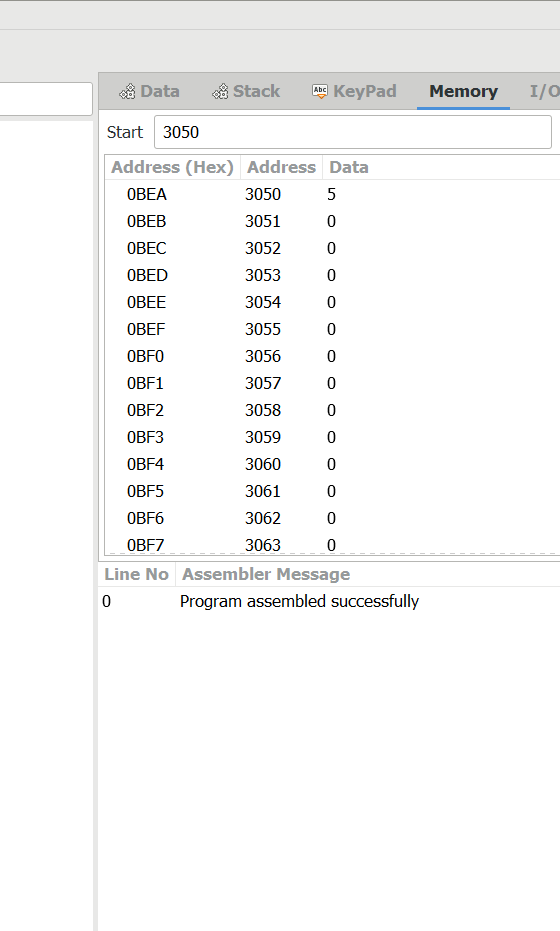 Data Stack Abc KeyPad Memory I/O
Start 3050
Address (Hex) Address Data
0BEA 3050 5
0BEB 3051 0
0BEC 3052 0
0BED 3053 0
0BEE 3054 0
0BEF 3055 0
0BF0 3056 0
0BF1 3057 0
0BF2 3058 0
0BF3 3059 0
0BF4 3060 0
0BF5 3061 0
0BF6 3062 0
0BF7 3063 0
Line No Assembler Message
0 Program assembled successfully